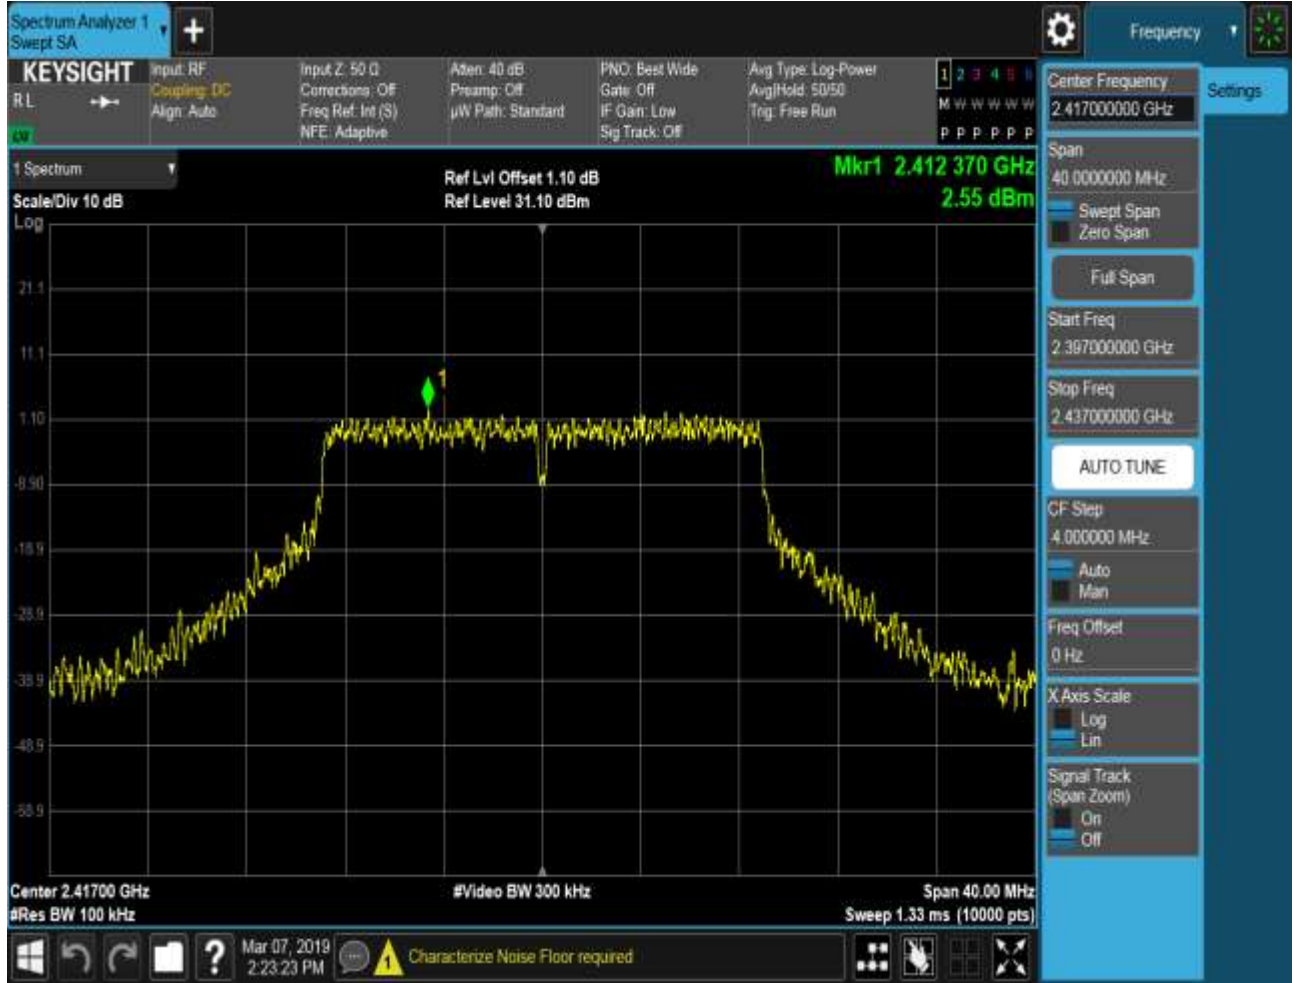 Spectrum Analyzer 1
Swept SA
Frequency
KEYSIGHT
RL
Input: RF
Coupling: DC
Align: Auto
Input Z: 50 Ω
Corrections: Off
Freq Ref: Int (S)
NFE: Adaptive
Atten: 40 dB
Preamp: Off
µW Path: Standard
PNO: Best Wide
Gate: Off
IF Gain: Low
Sig Track: Off
Avg Type: Log-Power
Avg|Hold: 50/50
Trig: Free Run
1 2 3 4 5 6
M W W W W W
P P P P P P
1 Spectrum
Scale/Div 10 dB
Ref Lvl Offset 1.10 dB
Ref Level 31.10 dBm
Mkr1 2.412 370 GHz
2.55 dBm
Log
21.1
11.1
1.10
-8.90
-18.9
-28.9
-38.9
-48.9
-58.9
1
Center 2.41700 GHz
#Res BW 100 kHz
#Video BW 300 kHz
Span 40.00 MHz
Sweep 1.33 ms (10000 pts)
Mar 07, 2019
2:23:23 PM
?
1
Characterize Noise Floor required
Settings
Center Frequency
2.417000000 GHz
Span
40.0000000 MHz
Swept Span
Zero Span
Full Span
Start Freq
2.397000000 GHz
Stop Freq
2.437000000 GHz
AUTO TUNE
CF Step
4.000000 MHz
Auto
Man
Freq Offset
0 Hz
X Axis Scale
Log
Lin
Signal Track
(Span Zoom)
On
Off